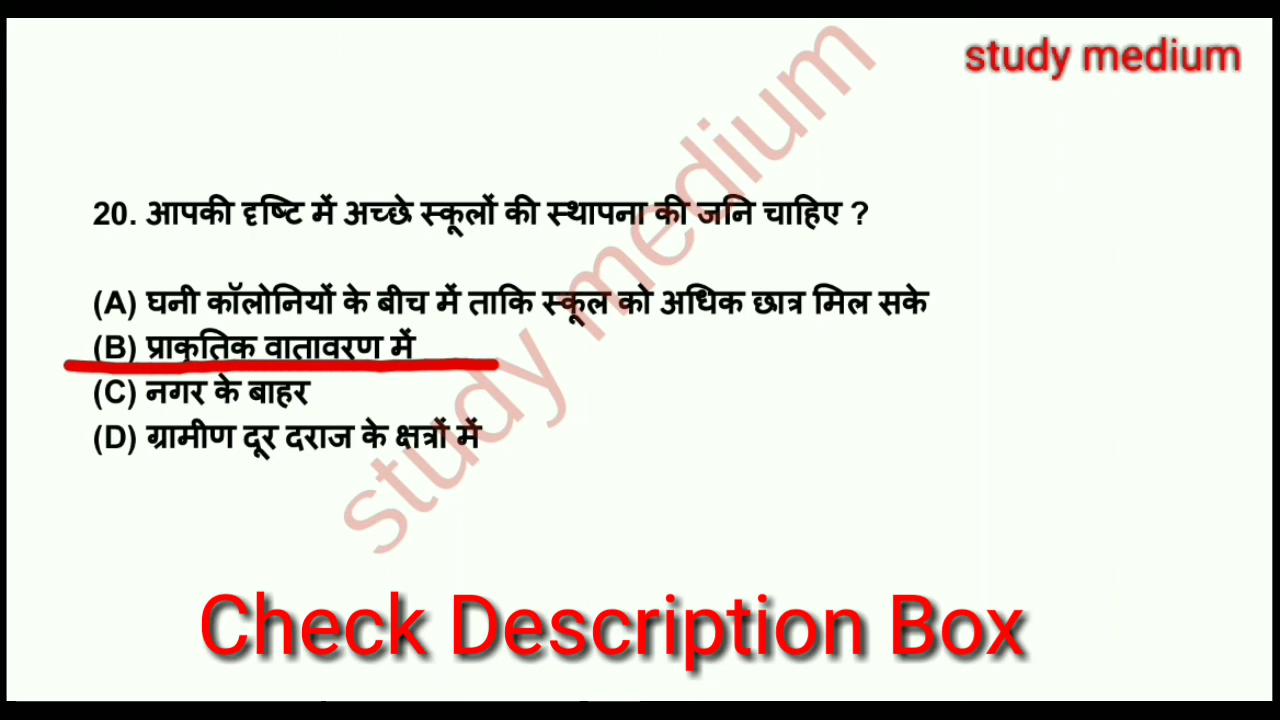 study medium
20. आपकी दृष्टि में अच्छे स्कूलों की स्थापना की जनि चाहिए ?
(A) घनी कॉलोनियों के बीच में ताकि स्कूल को अधिक छात्र मिल सके
(B) प्राकृतिक वातावरण में
(C) नगर के बाहर
(D) ग्रामीण दूर दराज के क्षत्रों में
study medium
Check Description Box